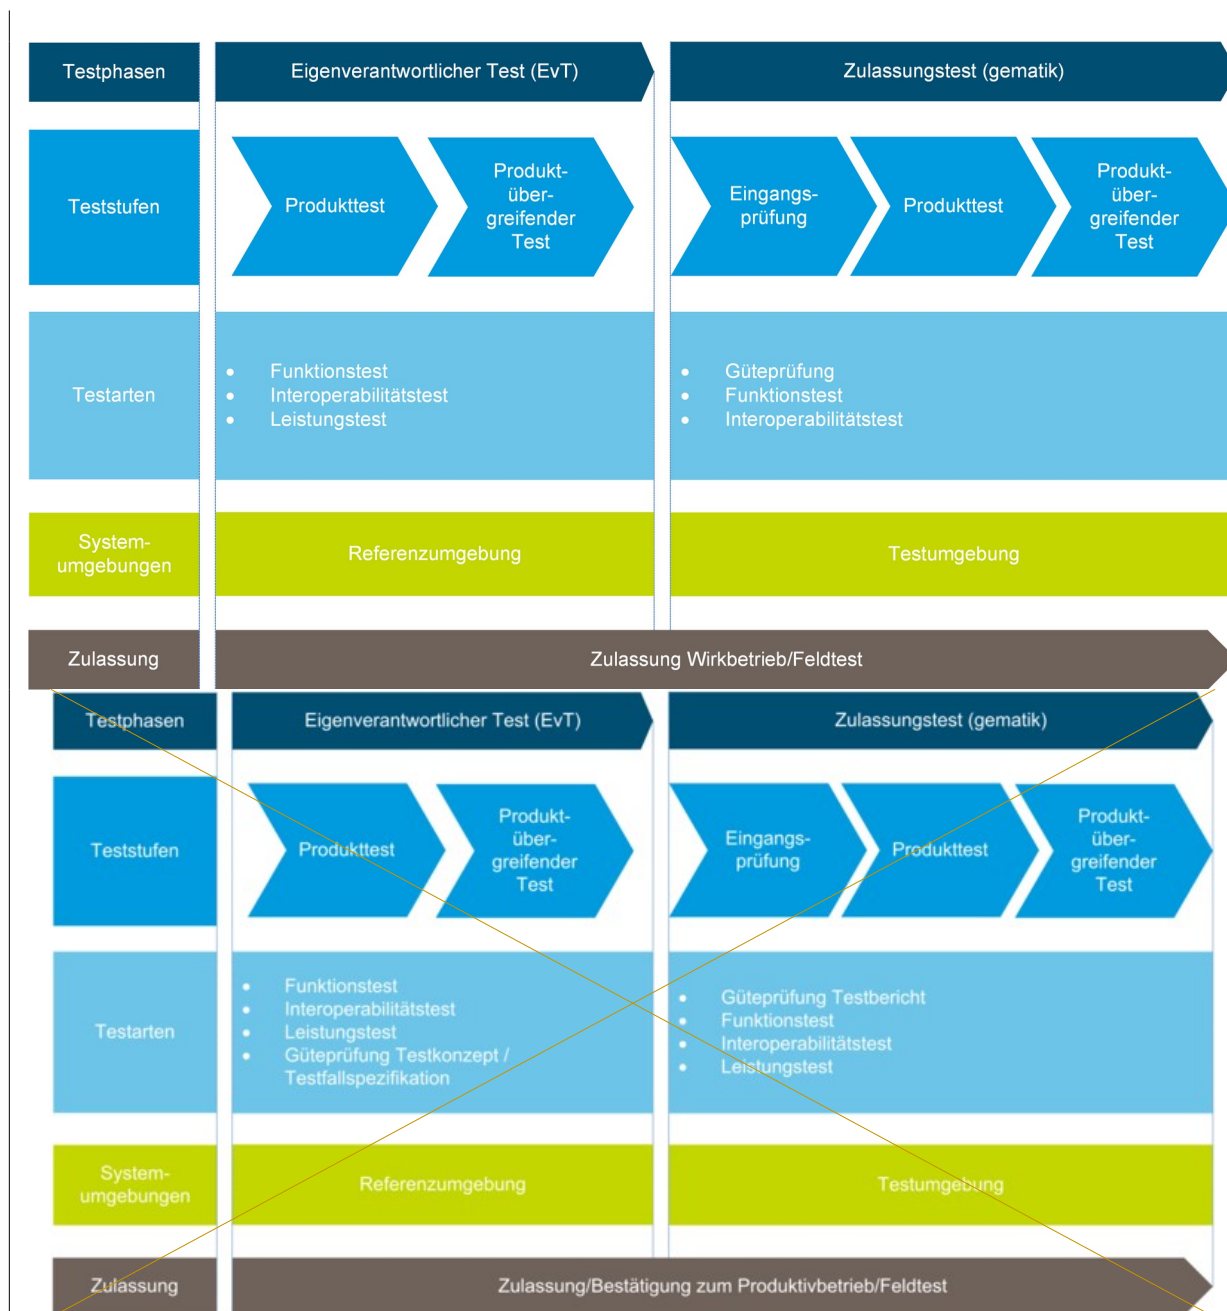 Testphasen
Eigenverantwortlicher Test (EvT)
Zulassungstest (gematik)
Teststufen
Produkttest
Produkt-
über-
greifender
Test
Eingangs-
prüfung
Produkttest
Produkt-
über-
greifender
Test
Testarten
• Funktionstest
• Interoperabilitätstest
• Leistungstest
• Güteprüfung
• Funktionstest
• Interoperabilitätstest
System-
umgebungen
Referenzumgebung
Testumgebung
Zulassung
Zulassung Wirkbetrieb/Feldtest
Testphasen
Eigenverantwortlicher Test (EvT)
Zulassungstest (gematik)
Teststufen
Produkttest
Produkt-
über-
greifender
Test
Eingangs-
prüfung
Produkttest
Produkt-
über-
greifender
Test
Testarten
• Funktionstest
• Interoperabilitätstest
• Leistungstest
• Güteprüfung Testkonzept /
Testfallspezifikation
• Güteprüfung Testbericht
• Funktionstest
• Interoperabilitätstest
• Leistungstest
System-
umgebungen
Referenzumgebung
Testumgebung
Zulassung
Zulassung/Bestätigung zum Produktivbetrieb/Feldtest